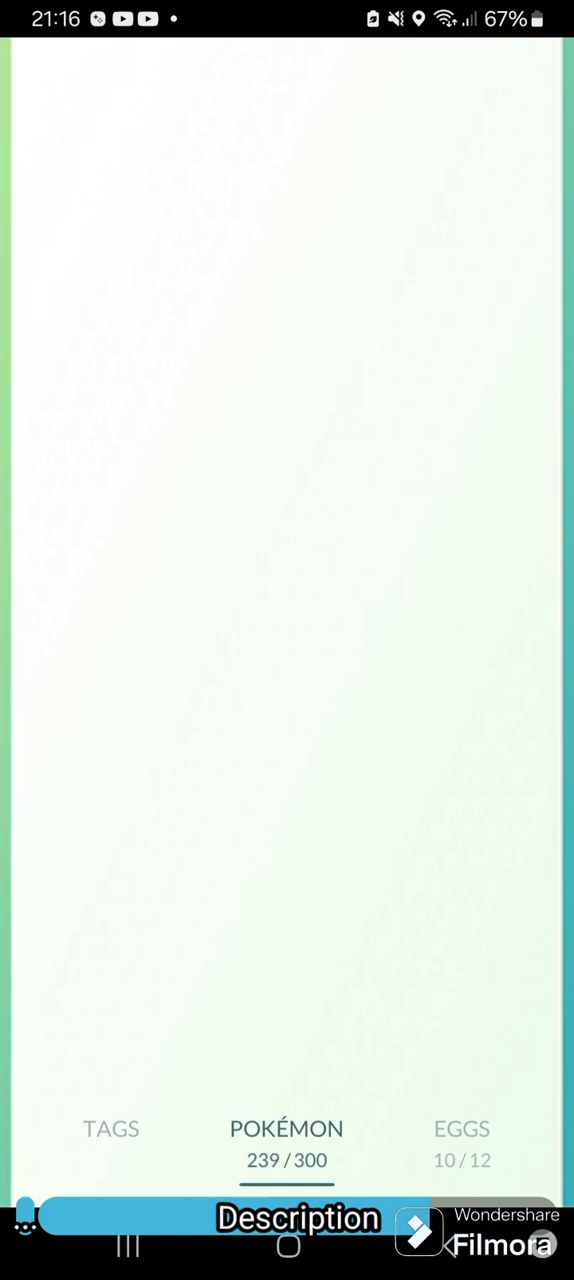 21:16 67%
TAGS POKÉMON EGGS
239 / 300 10 / 12
Description
Wondershare
Filmora